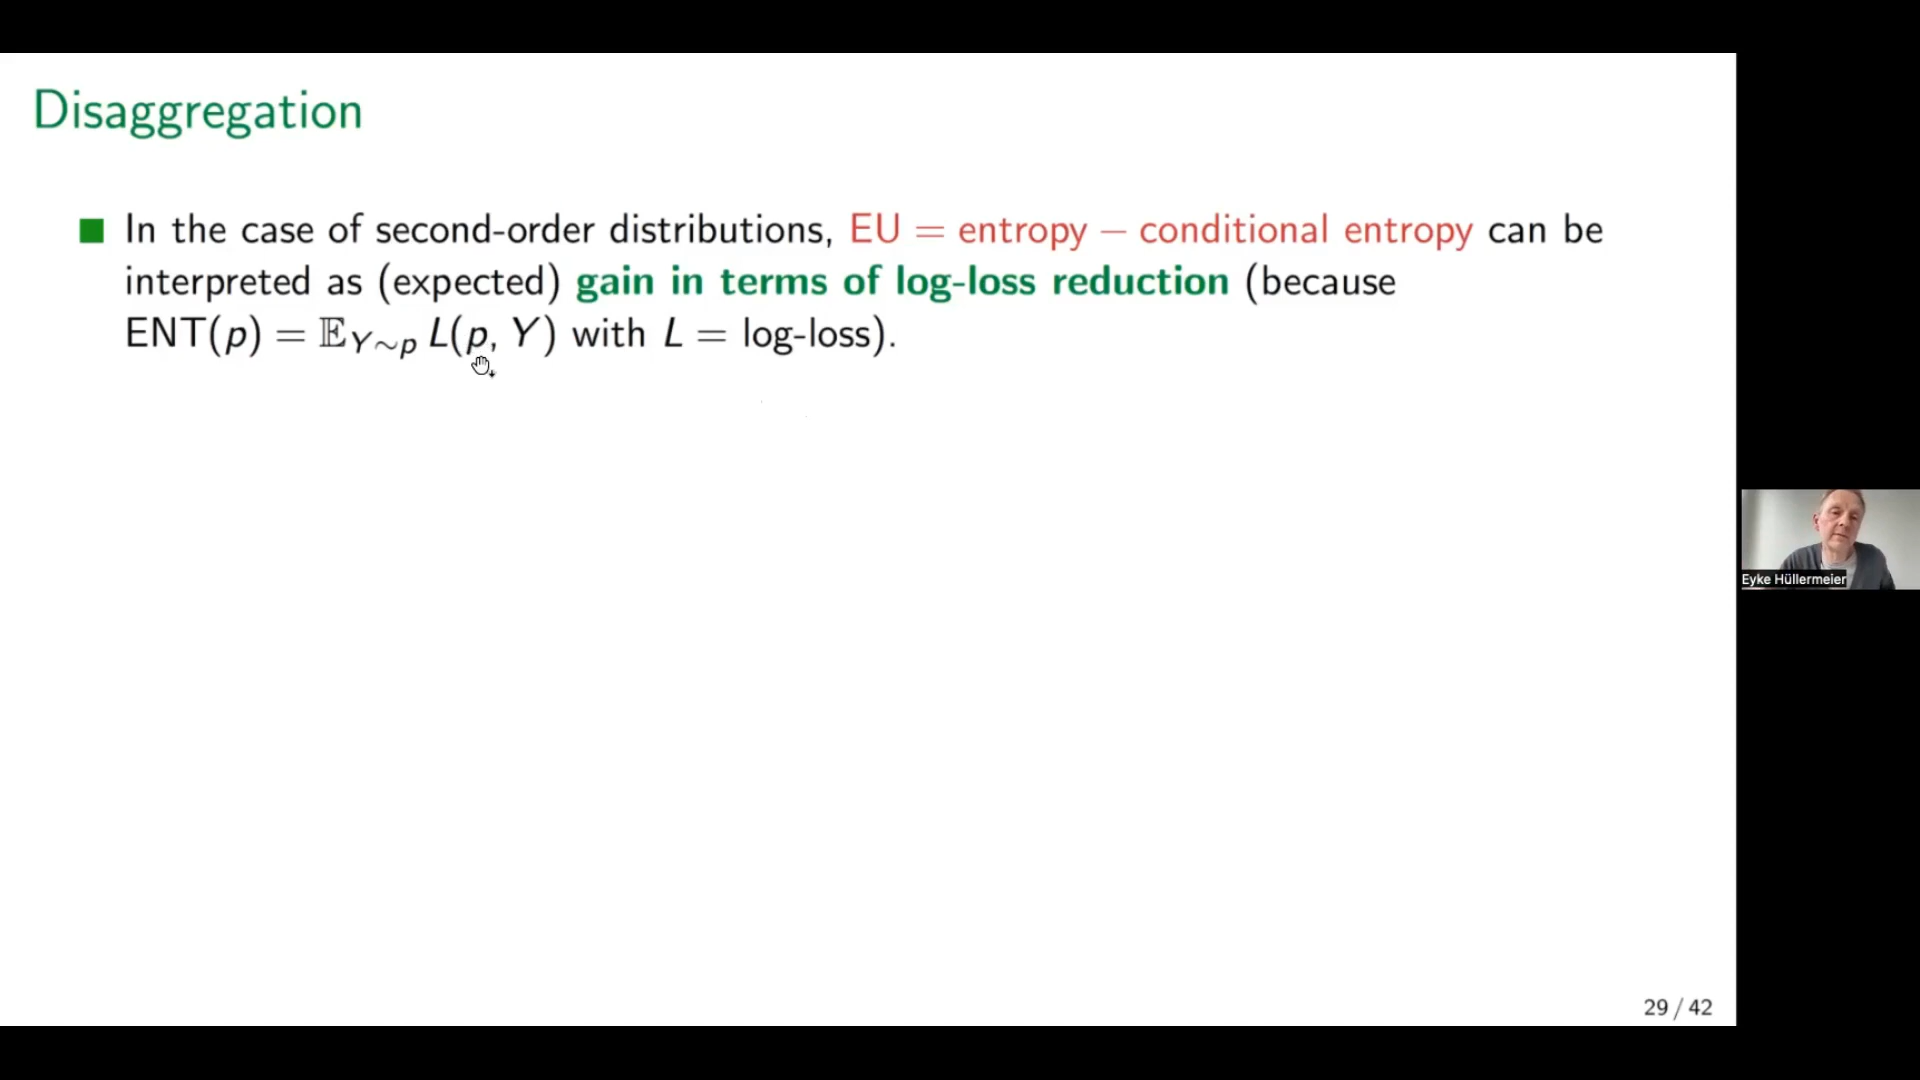 Disaggregation
In the case of second-order distributions, EU = entropy − conditional entropy can be
interpreted as (expected) gain in terms of log-loss reduction (because
ENT(p) = 𝔼_{Y∼p} L(p, Y) with L = log-loss).
Eyke Hüllermeier
29 / 42